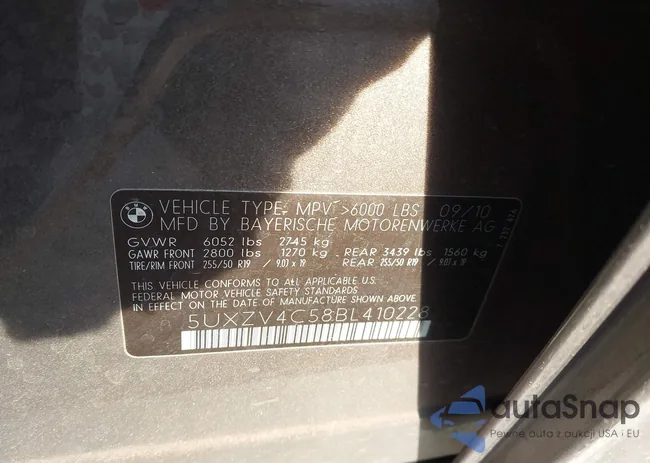 VEHICLE TYPE: MPV >6000 LBS 09/10
MFD BY BAYERISCHE MOTORENWERKE AG
GVWR 6052 lbs 2745 kg
GAWR FRONT 2800 lbs 1270 kg REAR 3439 lbs 1560 kg
TIRE/RIM FRONT 255/50 R19 / 9.0J x 19 REAR 255/50 R19 / 9.0J x 19
THIS VEHICLE CONFORMS TO ALL APPLICABLE U.S.
FEDERAL MOTOR VEHICLE SAFETY STANDARDS
IN EFFECT ON THE DATE OF MANUFACTURE SHOWN ABOVE.
5UXZV4C58BL410228
autoSnap
Pewne auta z aukcji USA i EU